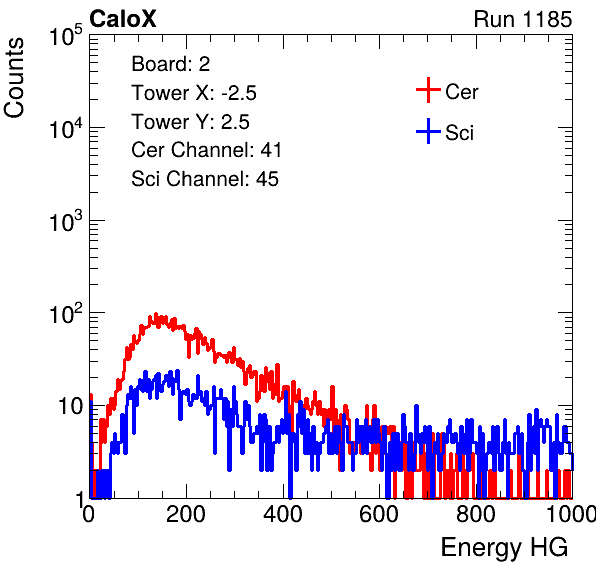 CaloX Run 1185
Counts
10^5
10^4
10^3
10^2
10
1
Board: 2
Tower X: -2.5
Tower Y: 2.5
Cer Channel: 41
Sci Channel: 45
Cer
Sci
0 200 400 600 800 1000
Energy HG